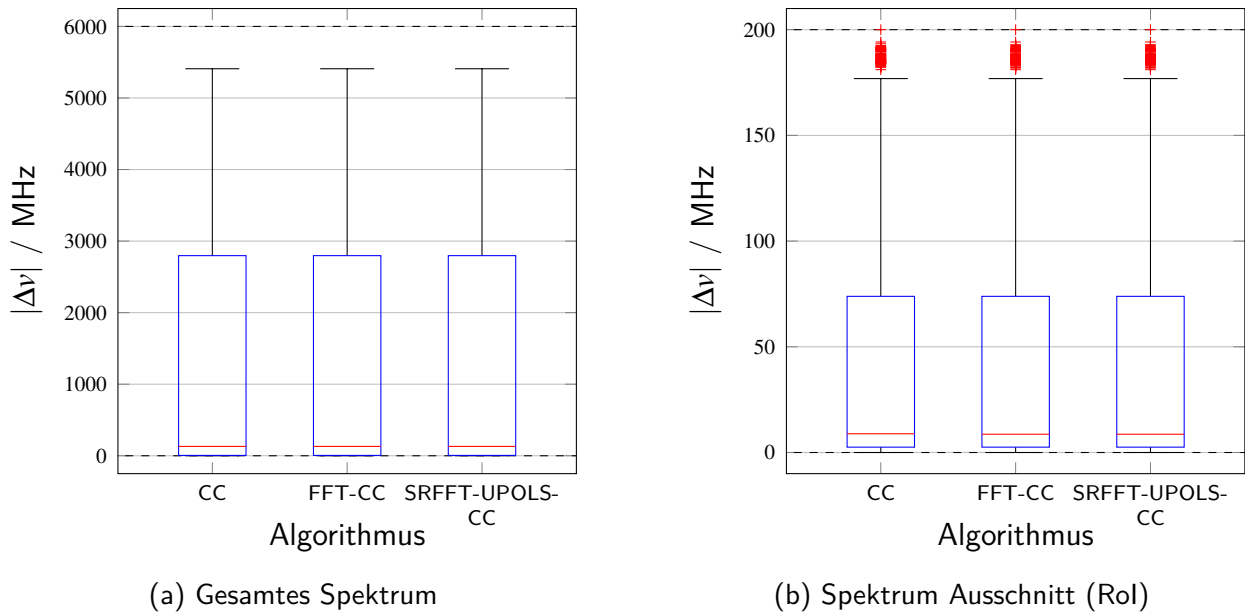 6000
5000
4000
3000
2000
1000
0
|Δν| / MHz
CC
FFT-CC
SRFFT-UPOLS-
CC
Algorithmus
(a) Gesamtes Spektrum
200
150
100
50
0
|Δν| / MHz
CC
FFT-CC
SRFFT-UPOLS-
CC
Algorithmus
(b) Spektrum Ausschnitt (RoI)